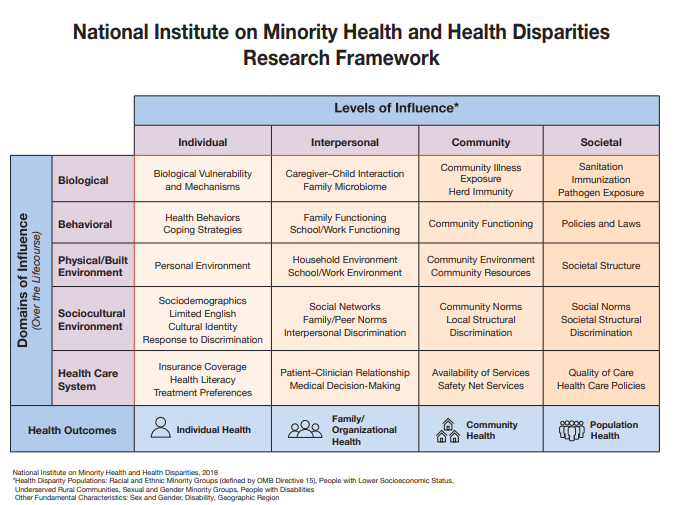 National Institute on Minority Health and Health Disparities
Research Framework
Levels of Influence*
Individual
Interpersonal
Community
Societal
Domains of Influence
(Over the Lifecourse)
Biological
Biological Vulnerability
and Mechanisms
Caregiver–Child Interaction
Family Microbiome
Community Illness
Exposure
Herd Immunity
Sanitation
Immunization
Pathogen Exposure
Behavioral
Health Behaviors
Coping Strategies
Family Functioning
School/Work Functioning
Community Functioning
Policies and Laws
Physical/Built
Environment
Personal Environment
Household Environment
School/Work Environment
Community Environment
Community Resources
Societal Structure
Sociocultural
Environment
Sociodemographics
Limited English
Cultural Identity
Response to Discrimination
Social Networks
Family/Peer Norms
Interpersonal Discrimination
Community Norms
Local Structural
Discrimination
Social Norms
Societal Structural
Discrimination
Health Care
System
Insurance Coverage
Health Literacy
Treatment Preferences
Patient–Clinician Relationship
Medical Decision-Making
Availability of Services
Safety Net Services
Quality of Care
Health Care Policies
Health Outcomes
Individual Health
Family/
Organizational
Health
Community
Health
Population
Health
National Institute on Minority Health and Health Disparities, 2018
*Health Disparity Populations: Racial and Ethnic Minority Groups (defined by OMB Directive 15), People with Lower Socioeconomic Status,
Underserved Rural Communities, Sexual and Gender Minority Groups, People with Disabilities
Other Fundamental Characteristics: Sex and Gender, Disability, Geographic Region